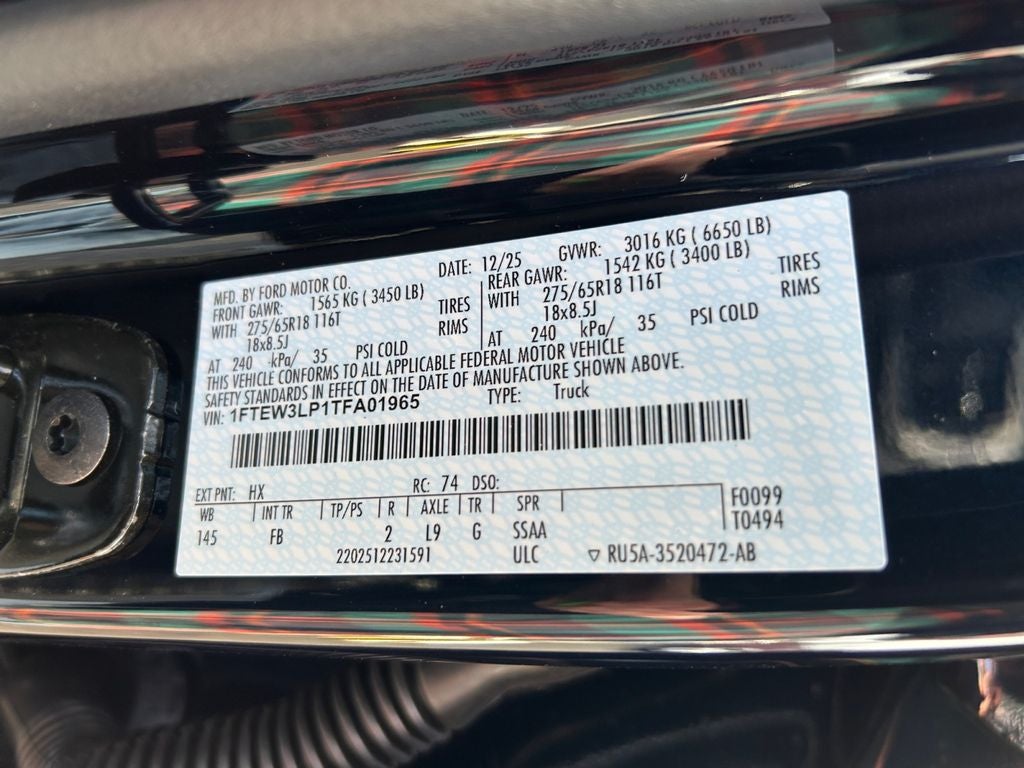 MFD. BY FORD MOTOR CO.
DATE: 12/25 GVWR: 3016 KG ( 6650 LB)
FRONT GAWR: 1565 KG ( 3450 LB)
WITH 275/65R18 116T TIRES
18x8.5J RIMS
AT 240 kPa/ 35 PSI COLD
REAR GAWR: 1542 KG ( 3400 LB)
WITH 275/65R18 116T TIRES
18x8.5J RIMS
AT 240 kPa/ 35 PSI COLD
THIS VEHICLE CONFORMS TO ALL APPLICABLE FEDERAL MOTOR VEHICLE
SAFETY STANDARDS IN EFFECT ON THE DATE OF MANUFACTURE SHOWN ABOVE.
VIN: 1FTEW3LP1TFA01965 TYPE: Truck
EXT PNT: HX RC: 74 DSO:
WB INT TR TP/PS R AXLE TR SPR F0099
145 FB 2 L9 G SSAA T0494
2202512231591 ULC ▽ RU5A-3520472-AB